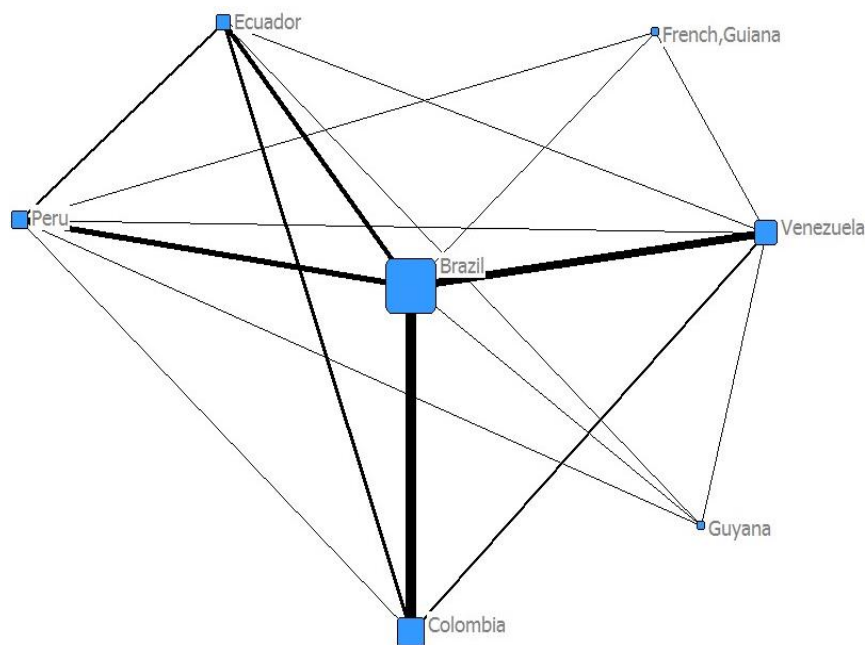 Ecuador
French,Guiana
Peru
Venezuela
Brazil
Guyana
Colombia